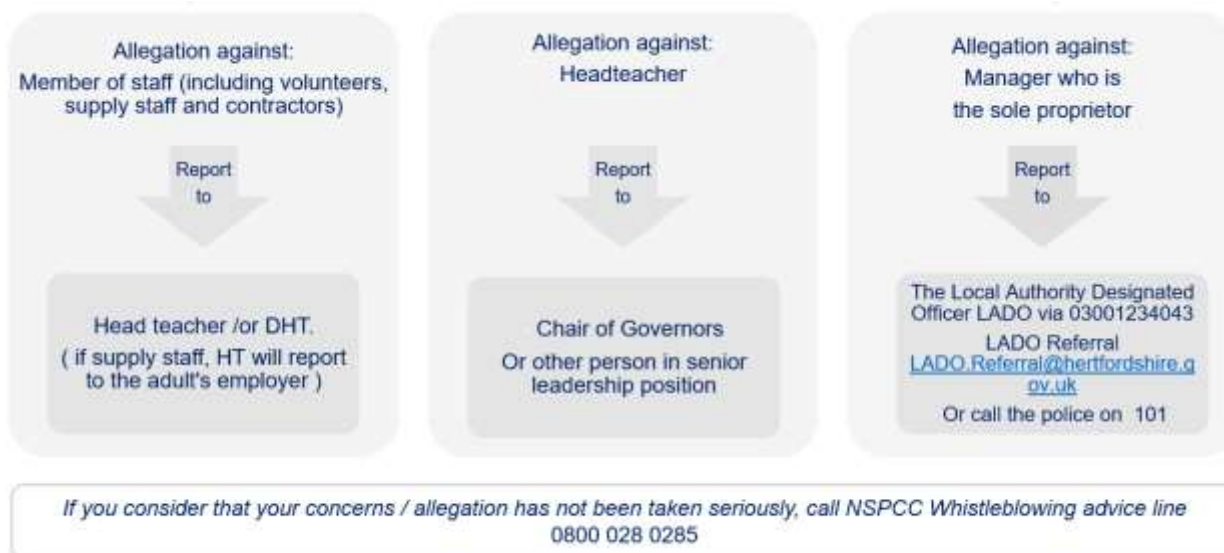 Allegation against:
Member of staff (including volunteers,
supply staff and contractors)
Report
to
Head teacher /or DHT.
( if supply staff, HT will report
to the adult's employer )
Allegation against:
Headteacher
Report
to
Chair of Governors
Or other person in senior
leadership position
Allegation against:
Manager who is
the sole proprietor
Report
to
The Local Authority Designated
Officer LADO via 03001234043
LADO Referral
LADO.Referral@hertfordshire.g
ov.uk
Or call the police on 101
If you consider that your concerns / allegation has not been taken seriously, call NSPCC Whistleblowing advice line
0800 028 0285